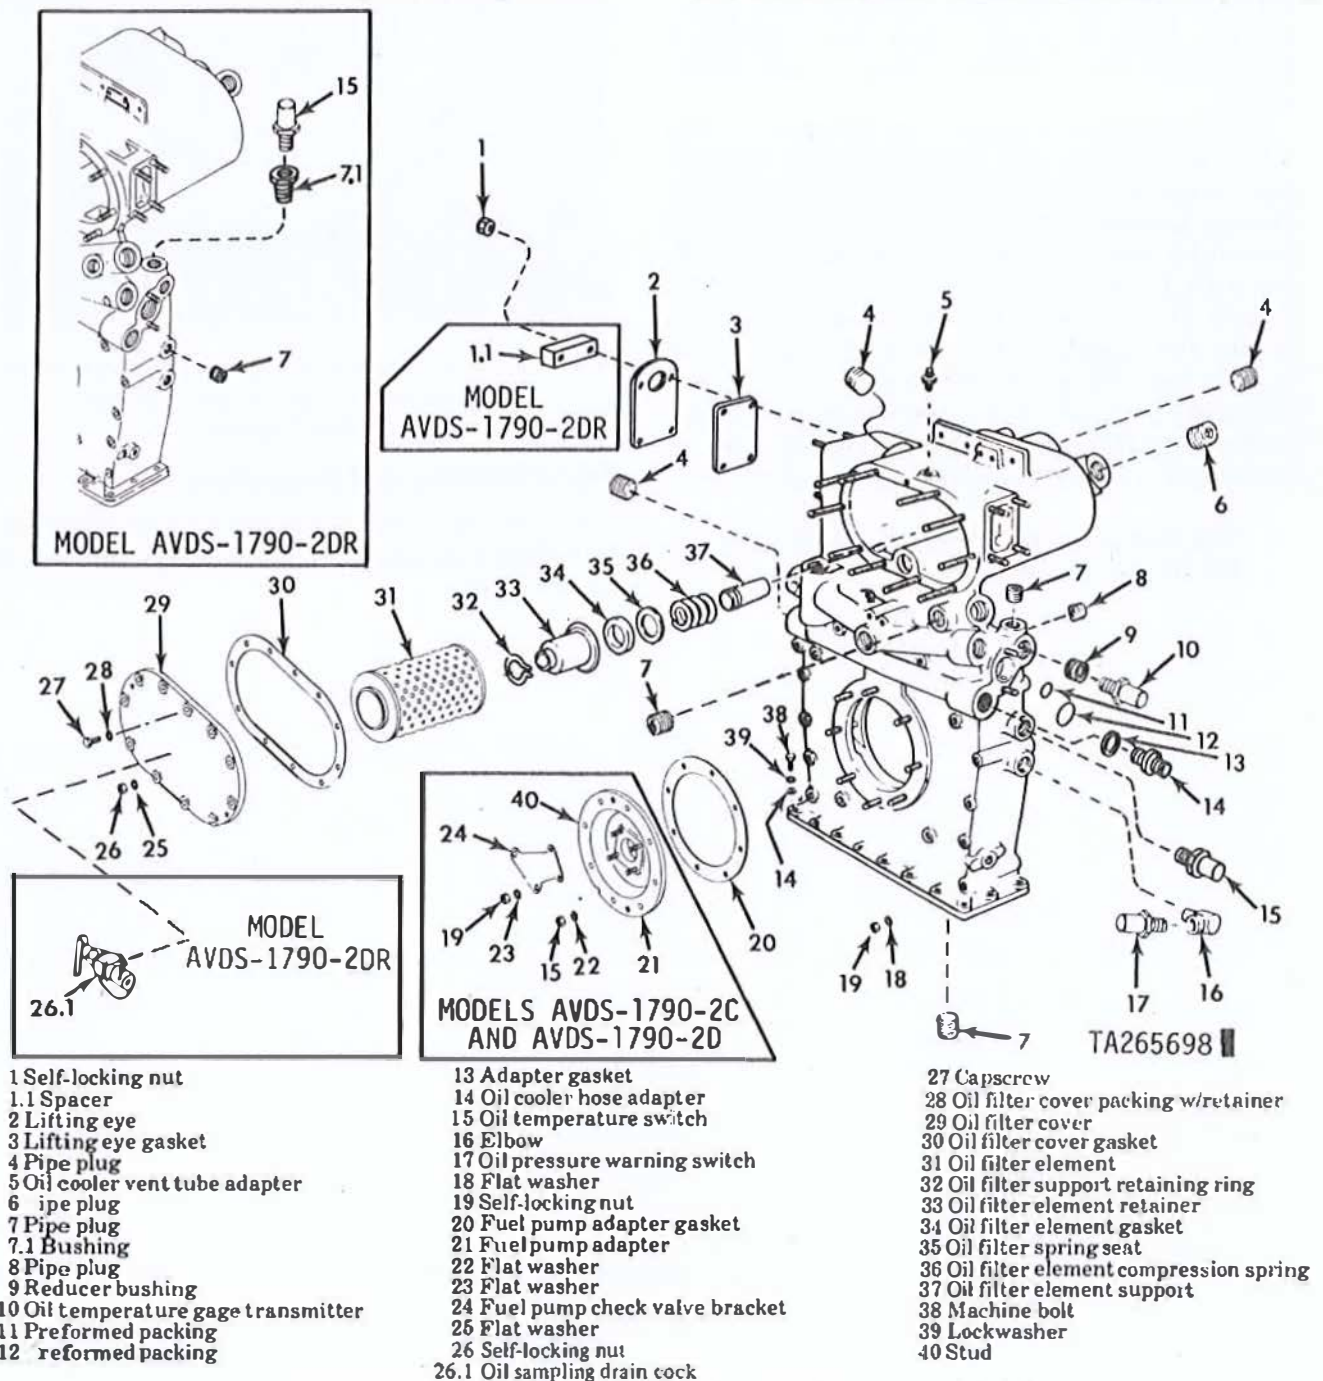 15
7.1
7
MODEL AVDS-1790-2DR
1
2
3
4
5
4
1.1
MODEL
AVDS-1790-2DR
4
6
37
36
35
34
33
32
31
30
29
28
27
7
8
9
10
11
12
13
14
7
38
39
40
24
14
26
25
19
23
15
22
21
20
19
18
17
16
15
MODELS AVDS-1790-2C
AND AVDS-1790-2D
MODEL
AVDS-1790-2DR
26.1
7
TA265698
1 Self-locking nut
1.1 Spacer
2 Lifting eye
3 Lifting eye gasket
4 Pipe plug
5 Oil cooler vent tube adapter
6 ipe plug
7 Pipe plug
7.1 Bushing
8 Pipe plug
9 Reducer bushing
10 Oil temperature gage transmitter
11 Preformed packing
12 reformed packing
13 Adapter gasket
14 Oil cooler hose adapter
15 Oil temperature switch
16 Elbow
17 Oil pressure warning switch
18 Flat washer
19 Self-locking nut
20 Fuel pump adapter gasket
21 Fuel pump adapter
22 Flat washer
23 Flat washer
24 Fuel pump check valve bracket
25 Flat washer
26 Self-locking nut
26.1 Oil sampling drain cock
27 Capscrew
28 Oil filter cover packing w/retainer
29 Oil filter cover
30 Oil filter cover gasket
31 Oil filter element
32 Oil filter support retaining ring
33 Oil filter element retainer
34 Oil filter element gasket
35 Oil filter spring seat
36 Oil filter element compression spring
37 Oil filter element support
38 Machine bolt
39 Lockwasher
40 Stud